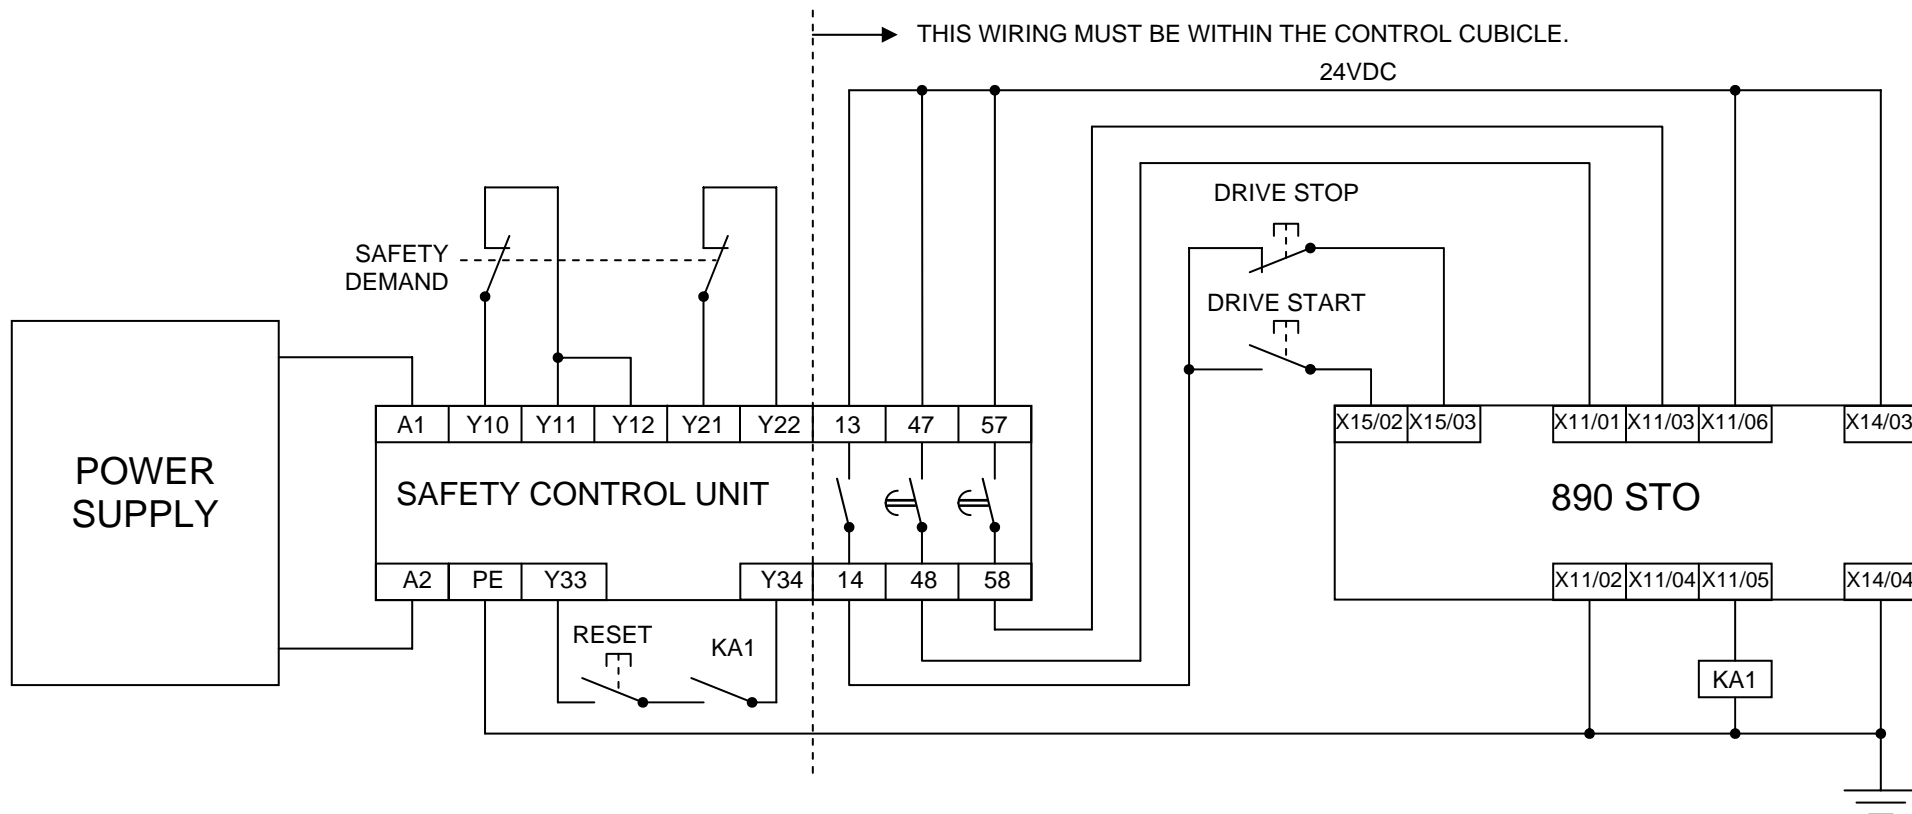 THIS WIRING MUST BE WITHIN THE CONTROL CUBICLE.
24VDC
DRIVE STOP
SAFETY
DEMAND
DRIVE START
POWER
SUPPLY
A1 Y10 Y11 Y12 Y21 Y22 13 47 57
SAFETY CONTROL UNIT
A2 PE Y33 Y34 14 48 58
RESET
KA1
X15/02 X15/03 X11/01 X11/03 X11/06 X14/03
890 STO
X11/02 X11/04 X11/05 X14/04
KA1